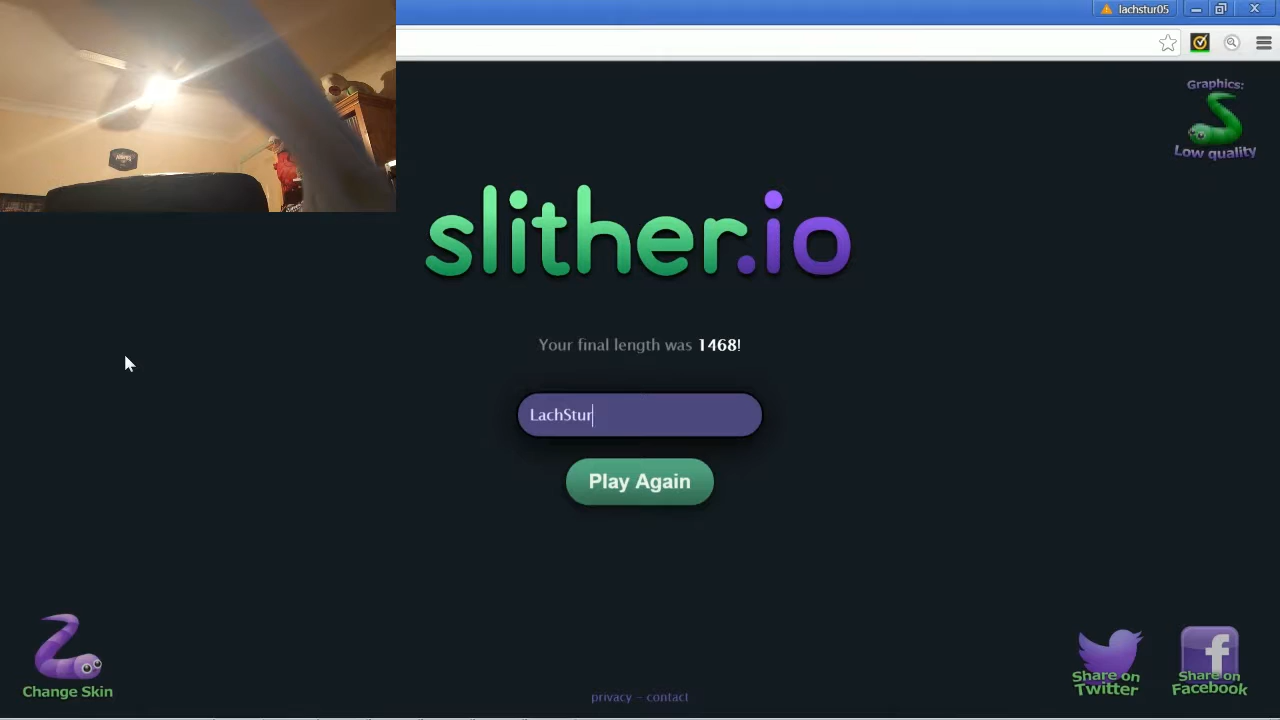 lachstur05
Graphics:
Low quality
slither.io
Your final length was 1468!
LachStur
Play Again
Change Skin
privacy - contact
Share on
Twitter
Share on
Facebook